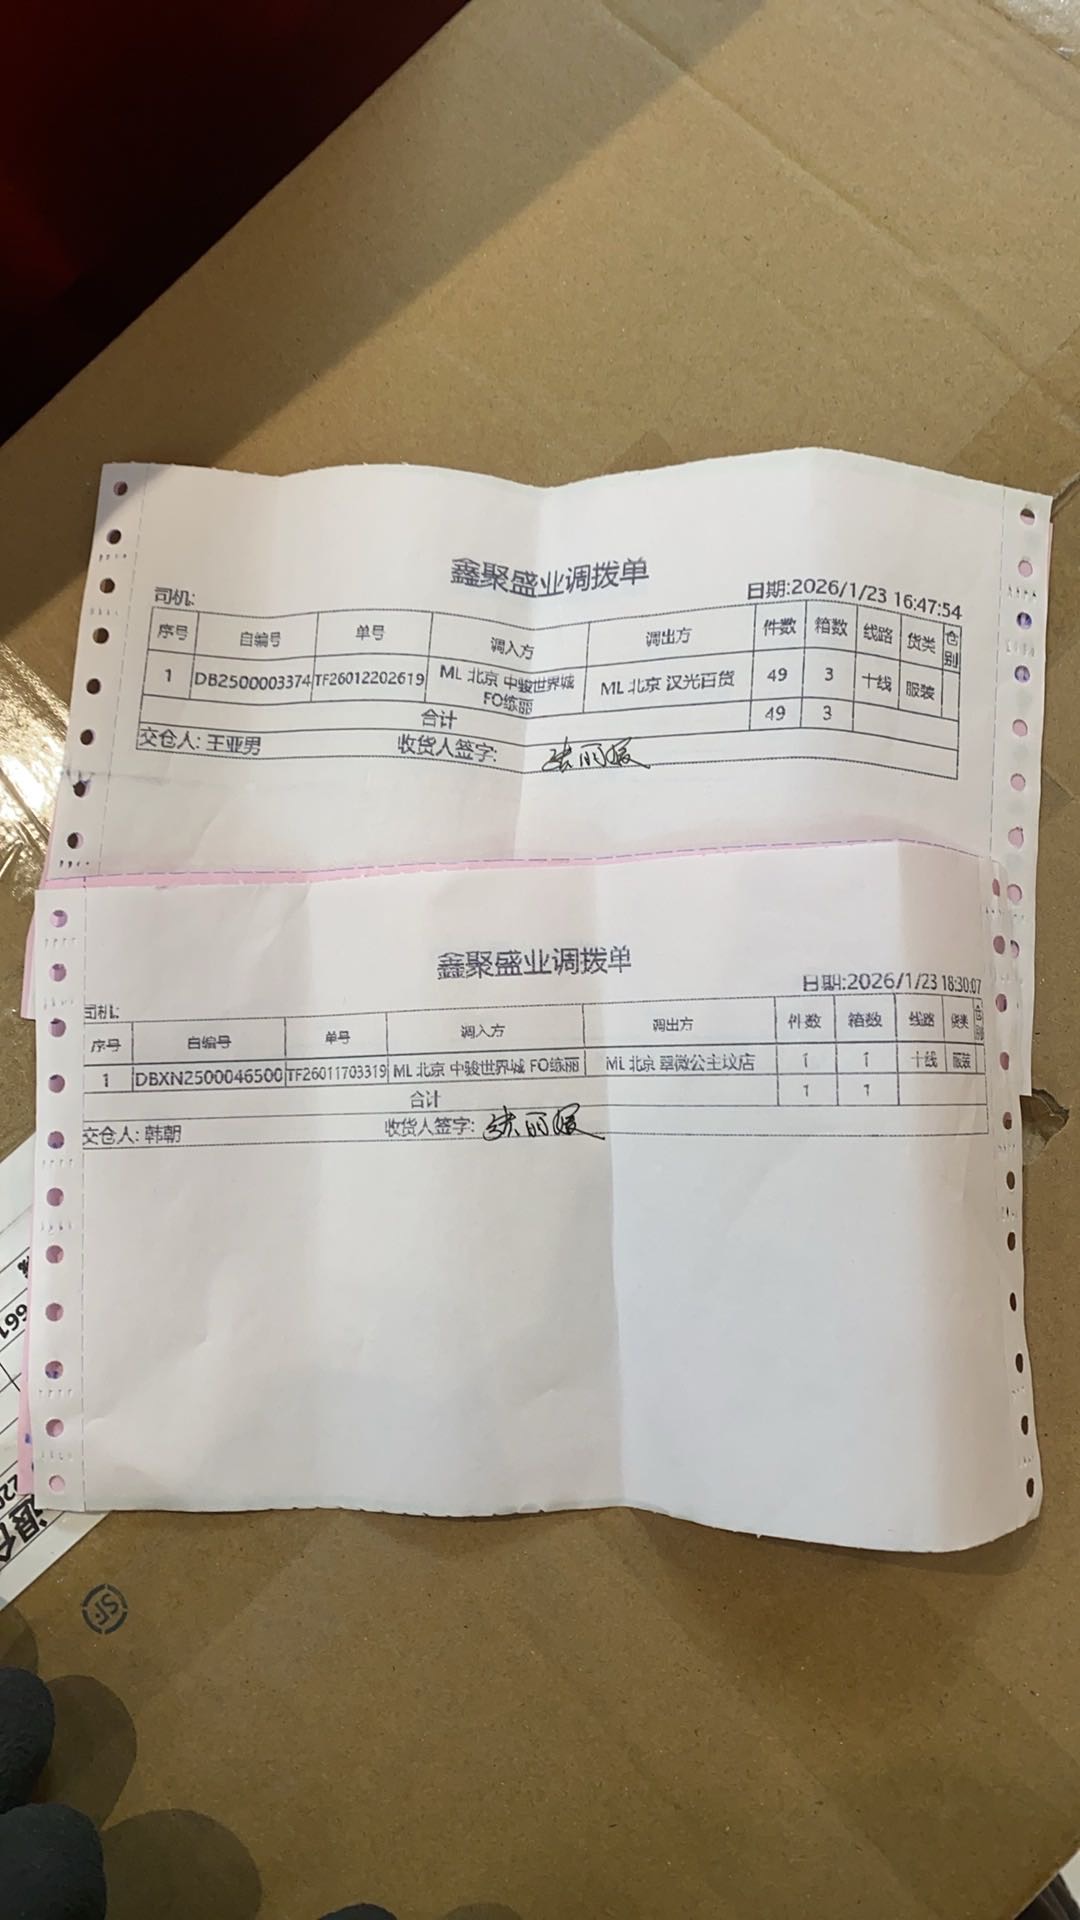 鑫聚盛业调拨单
司机:
日期:2026/1/23 16:47:54
序号 自编号 单号 调入方 调出方 件数 箱数 线路 货类 仓别
1 DB2500003374 TF26012202619 ML 北京 中骏世界城 FO练丽 ML 北京 汉光百货 49 3 十线 服装
合计 49 3
交仓人: 王亚男 收货人签字:
鑫聚盛业调拨单
日期:2026/1/23 18:30:07
司机:
序号 自编号 单号 调入方 调出方 件数 箱数 线路 货类 仓别
1 DBXN2500046500 TF26011703319 ML 北京 中骏世界城 FO练丽 ML 北京 翠微公主坟店 1 1 十线 服装
合计 1 1
交仓人: 韩朝 收货人签字:
661
SF